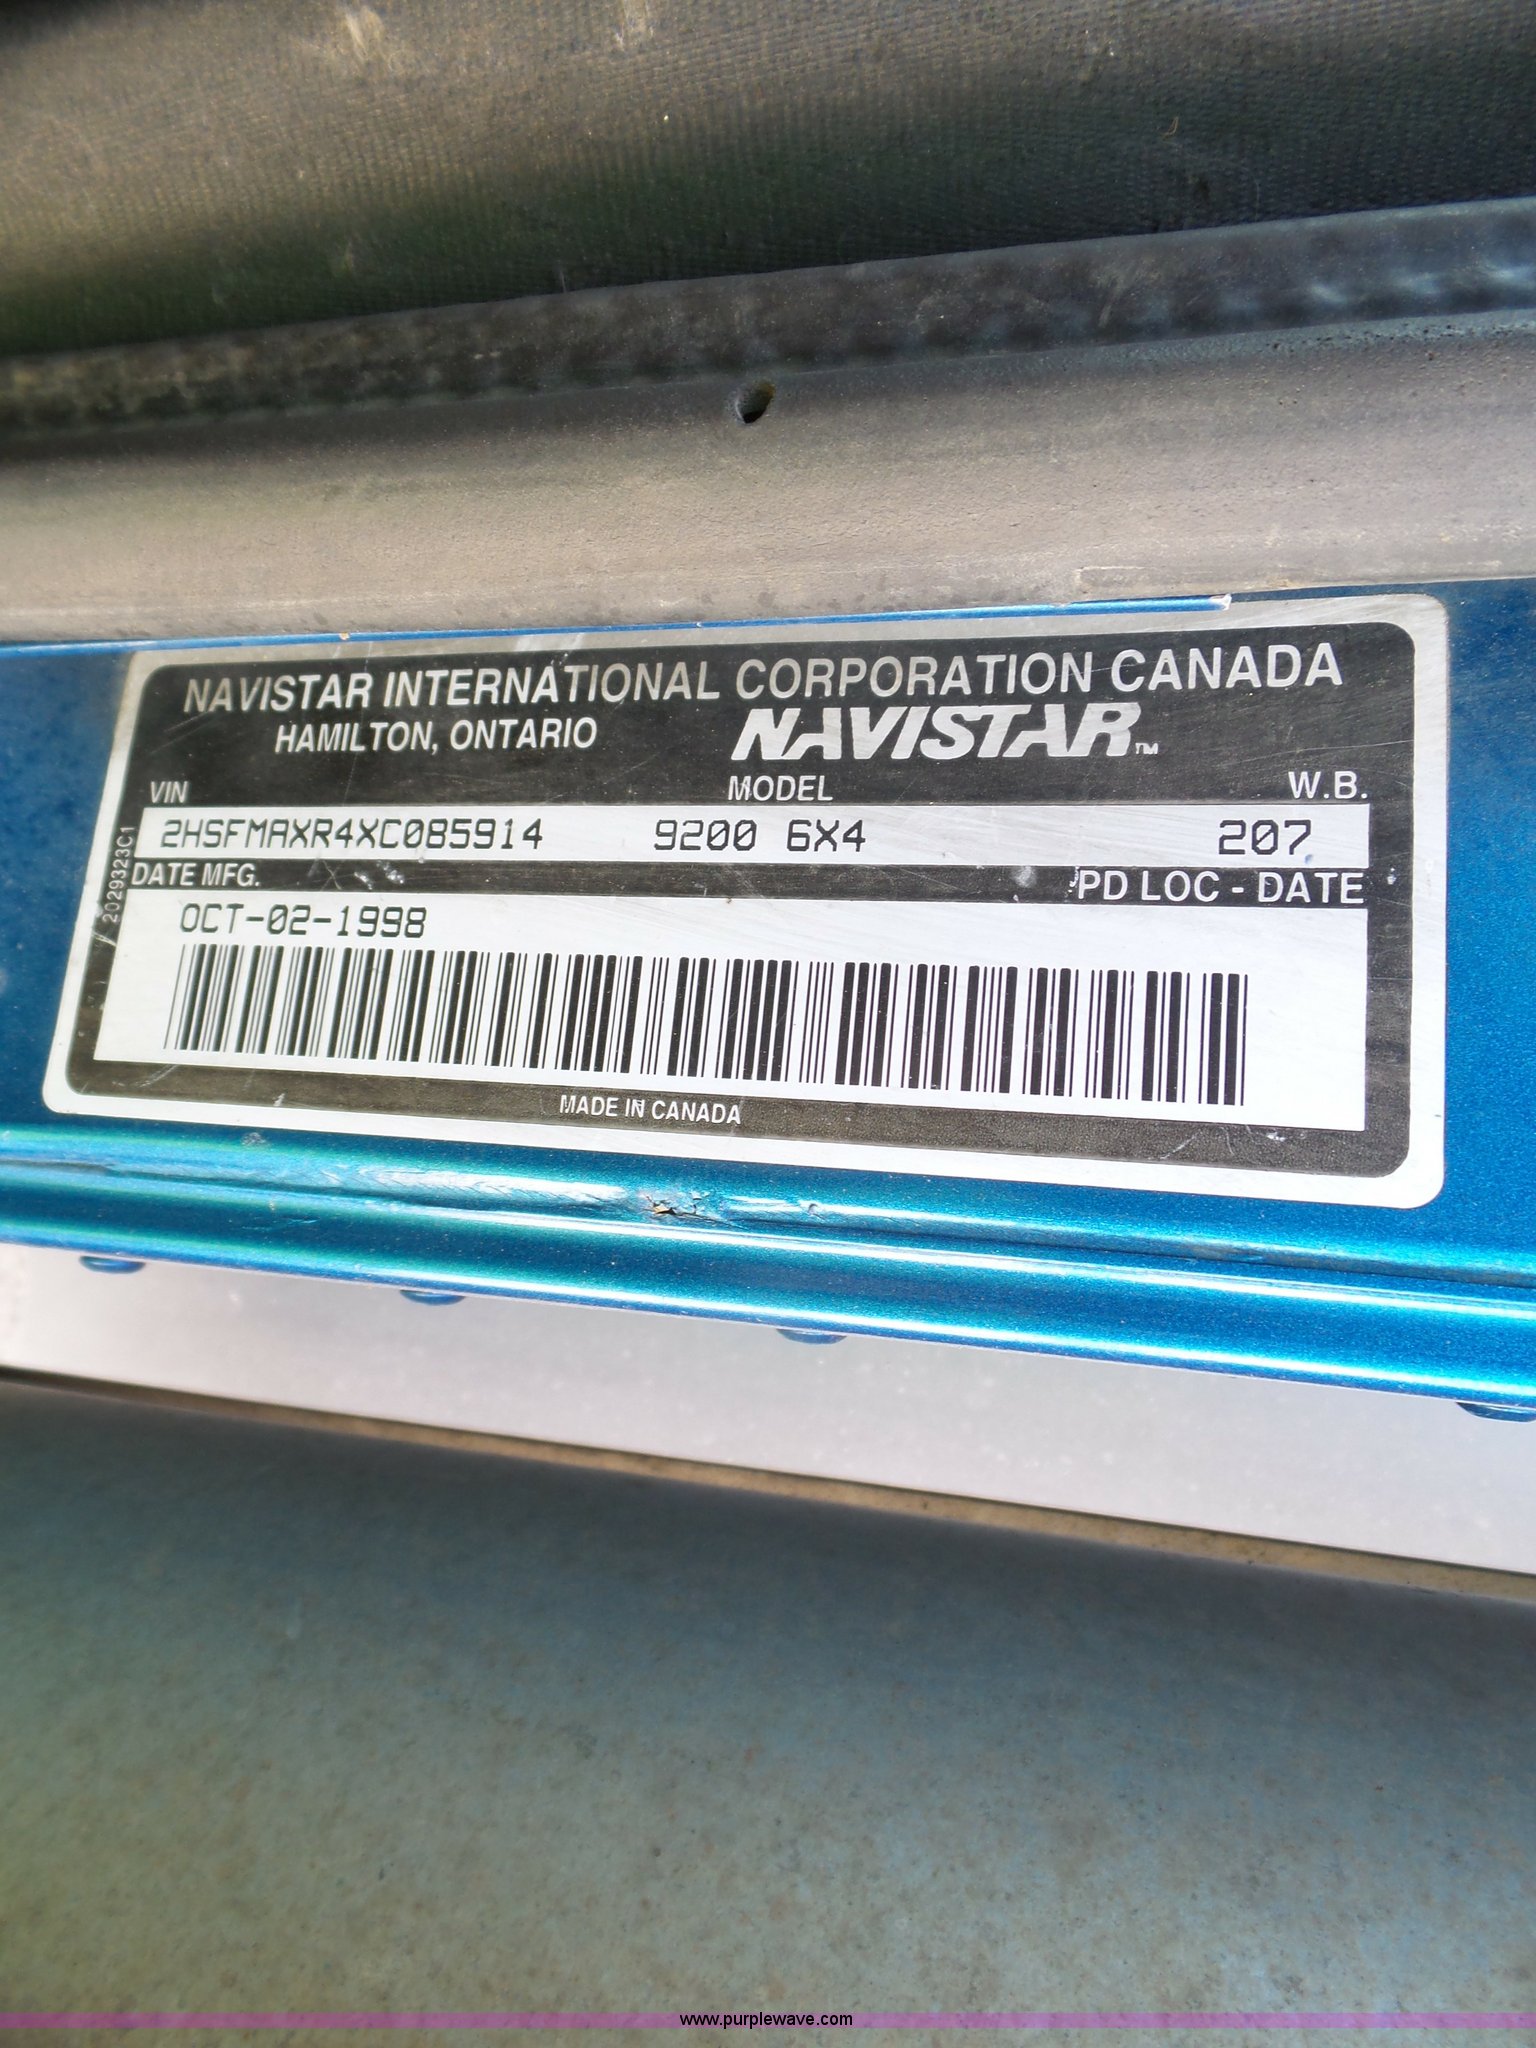 NAVISTAR INTERNATIONAL CORPORATION CANADA
HAMILTON, ONTARIO NAVISTAR™
VIN MODEL W.B.
2HSFMAXR4XC085914 9200 6X4 207
DATE MFG. PD LOC - DATE
OCT-02-1998
2029323C1
MADE IN CANADA
www.purplewave.com